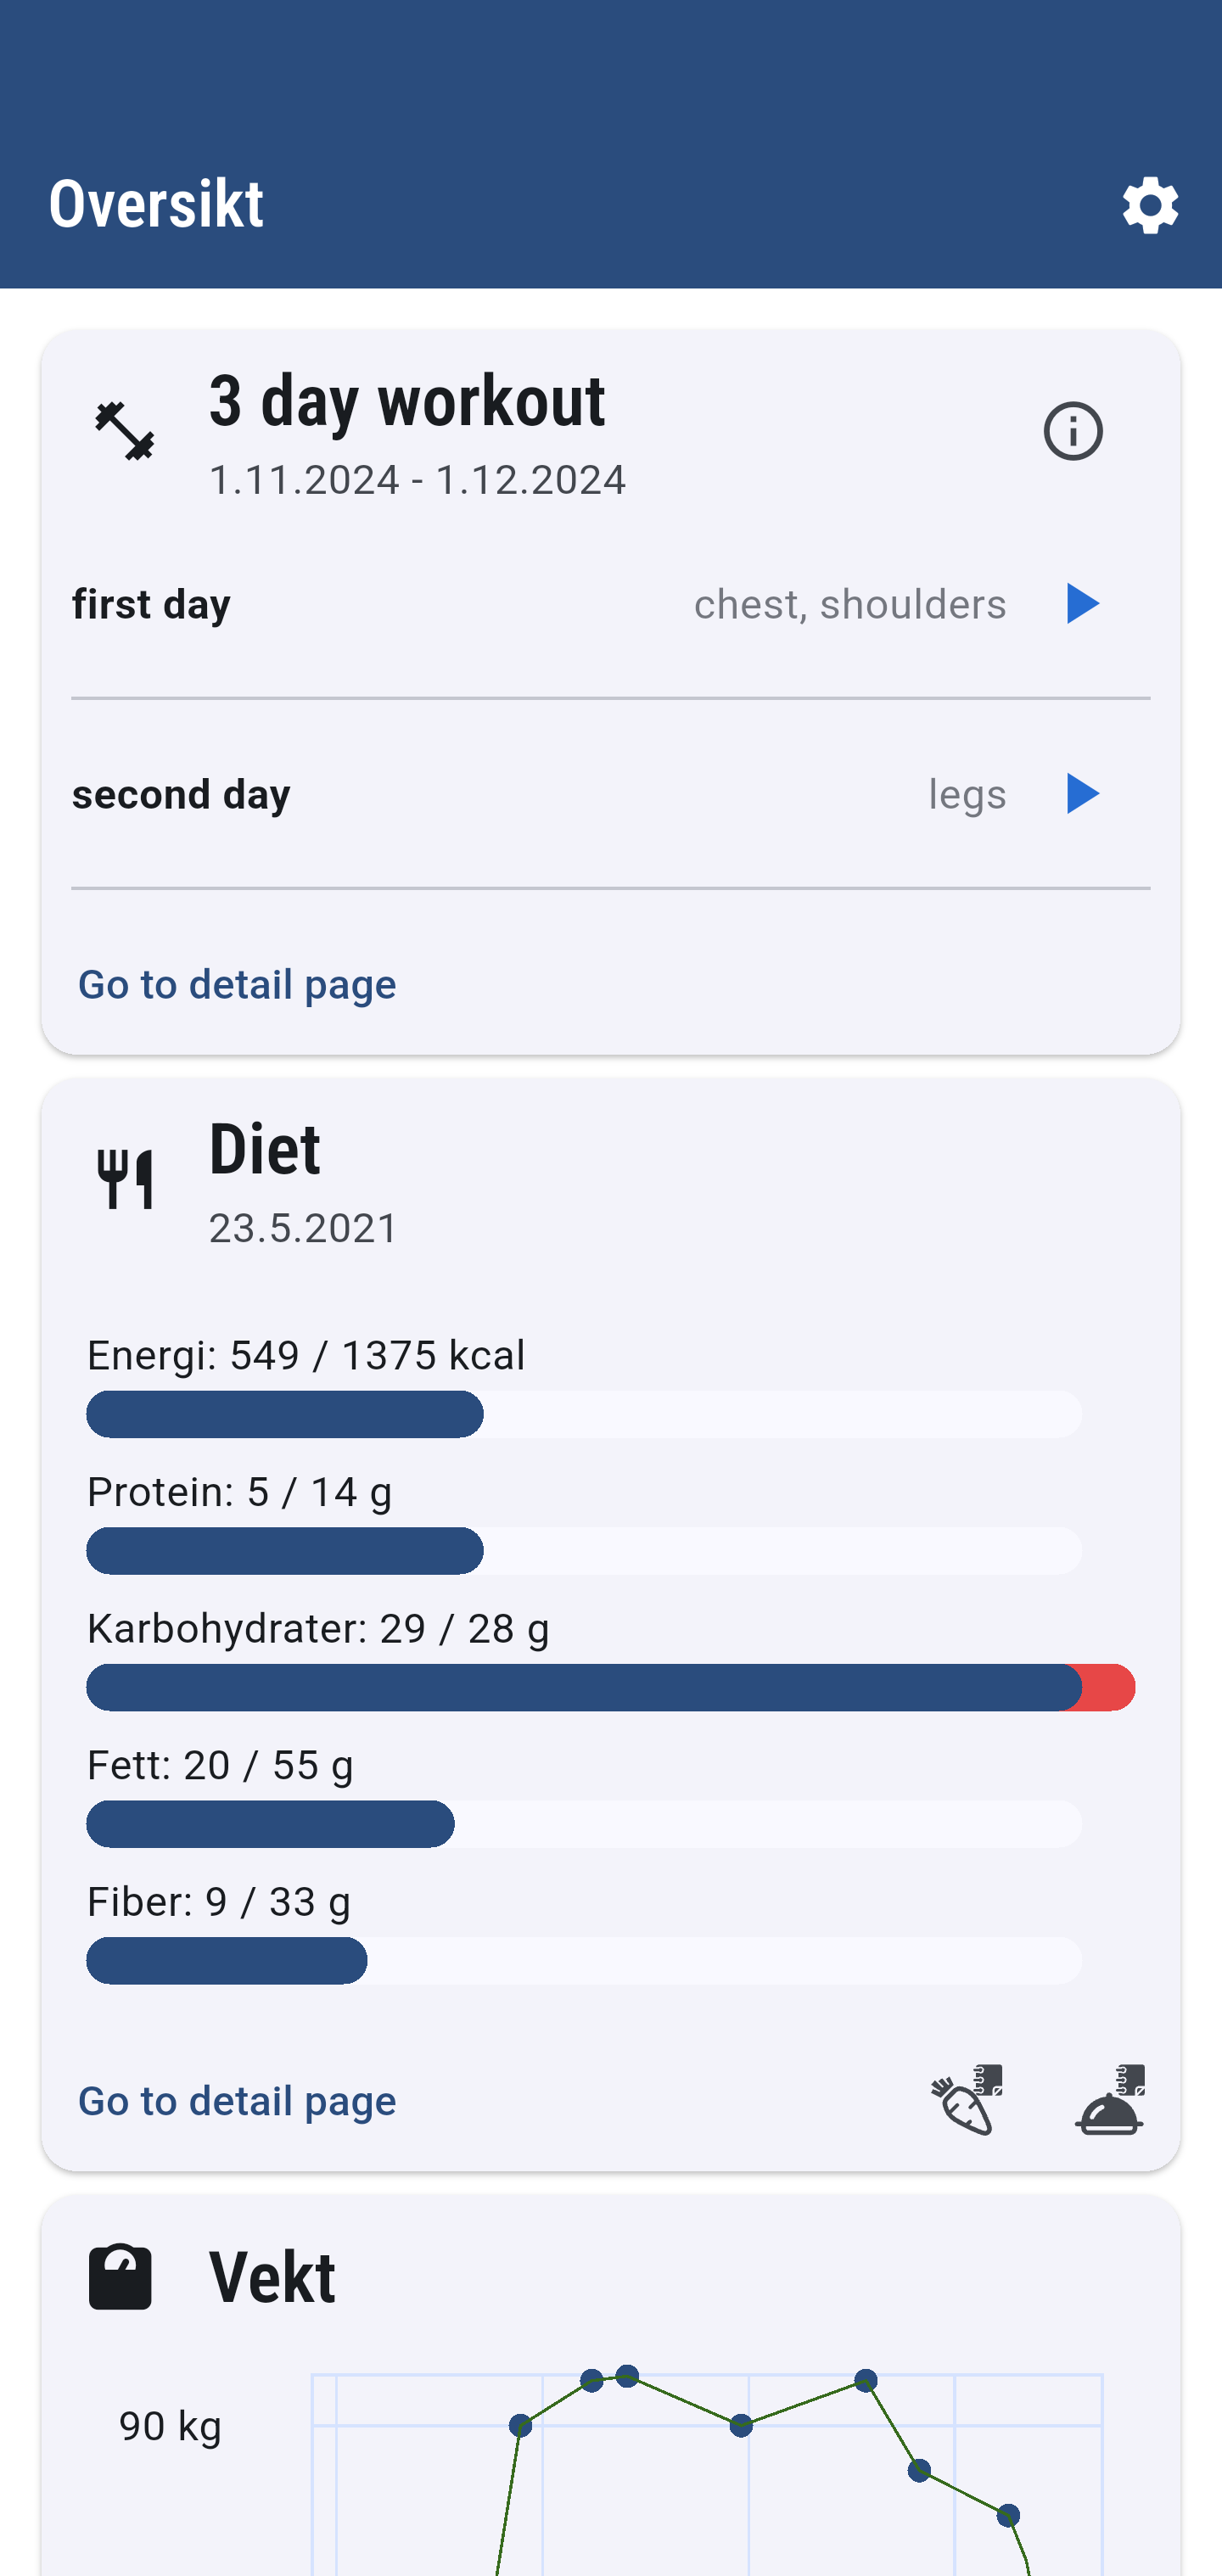 Oversikt
3 day workout
1.11.2024 - 1.12.2024
first day chest, shoulders
second day legs
Go to detail page
Diet
23.5.2021
Energi: 549 / 1375 kcal
Protein: 5 / 14 g
Karbohydrater: 29 / 28 g
Fett: 20 / 55 g
Fiber: 9 / 33 g
Go to detail page
Vekt
90 kg